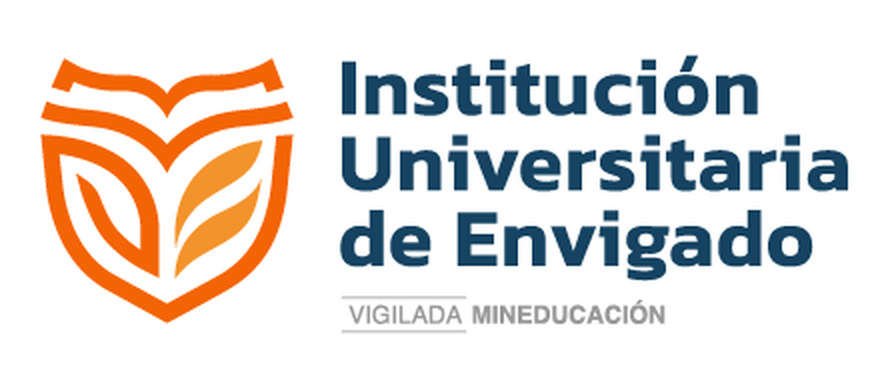 Institución
Universitaria
de Envigado
VIGILADA MINEDUCACIÓN